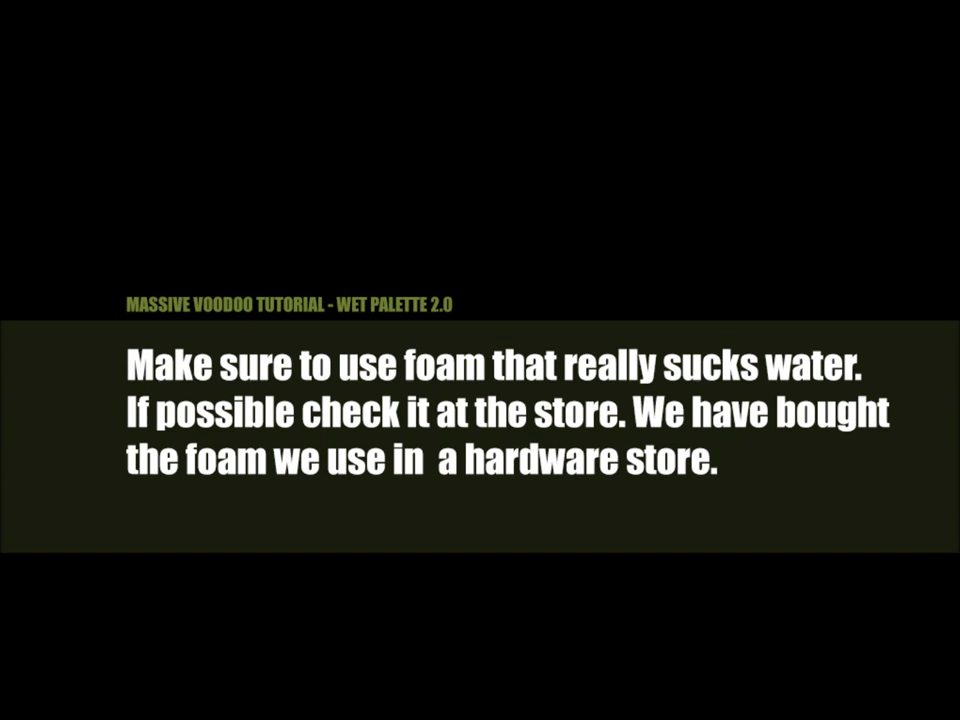 MASSIVE VOODOO TUTORIAL - WET PALETTE 2.0
Make sure to use foam that really sucks water.
If possible check it at the store. We have bought
the foam we use in  a hardware store.